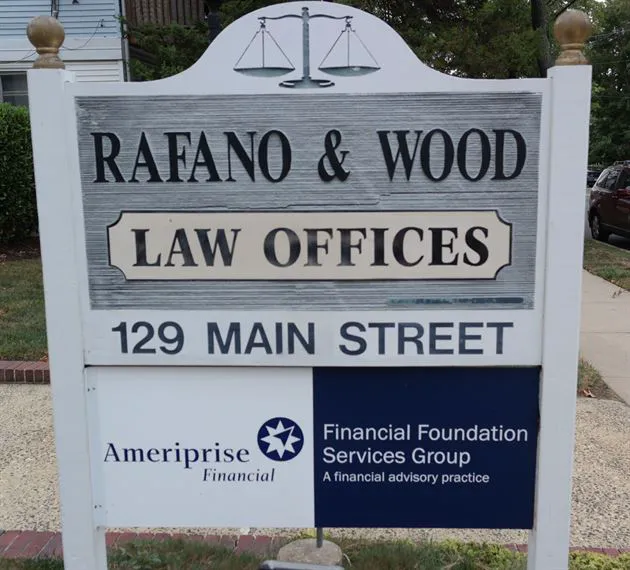 RAFANO & WOOD
LAW OFFICES
129 MAIN STREET
Ameriprise
Financial
Financial Foundation
Services Group
A financial advisory practice